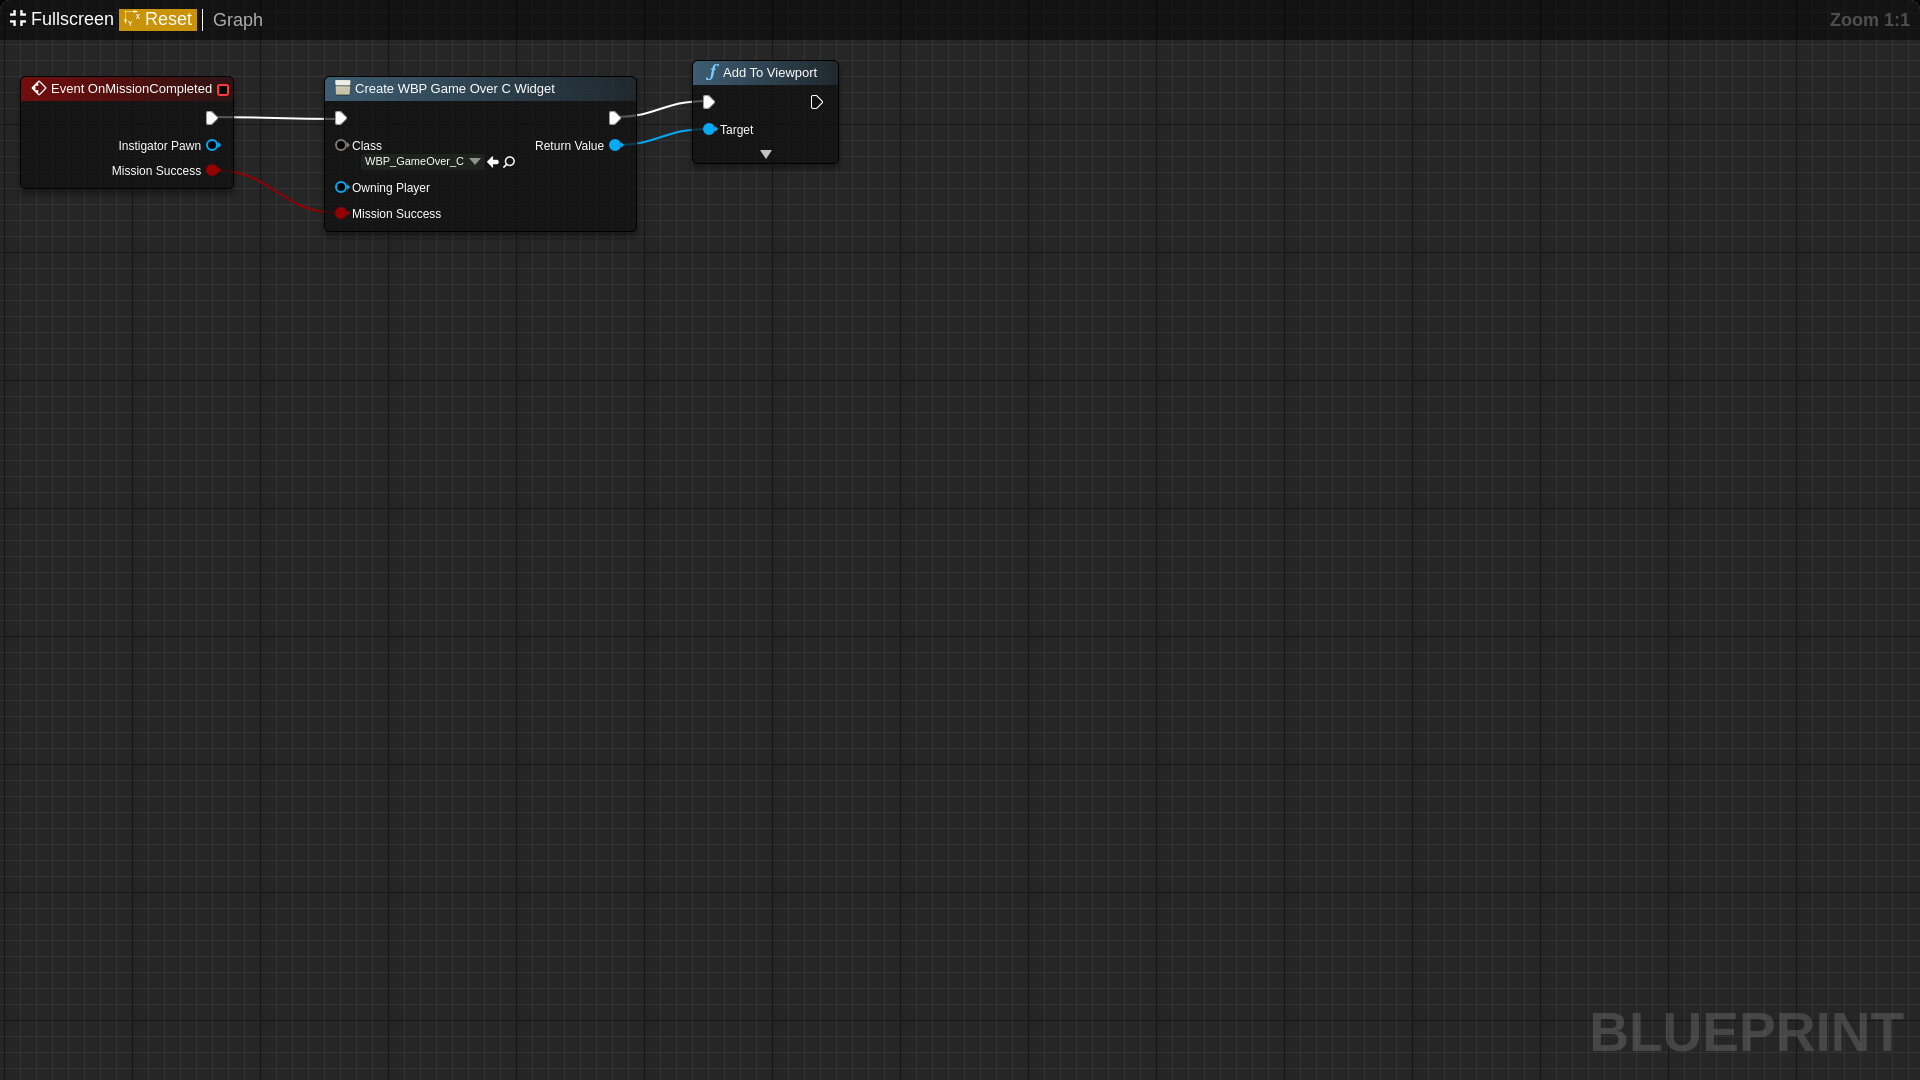 Fullscreen Reset Graph Zoom 1:1
Event OnMissionCompleted
Instigator Pawn
Mission Success
Create WBP Game Over C Widget
Class
WBP_GameOver_C
Return Value
Owning Player
Mission Success
Add To Viewport
Target
BLUEPRINT